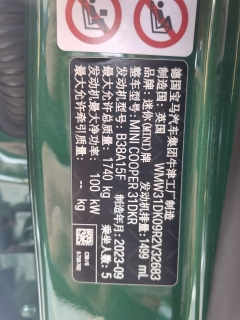 德国宝马汽车集团牛津工厂制造
制造国：英国 WMW31DK09R2V32683
品牌：迷你(MINI)牌 发动机排量：1499 mL
整车型号：MINI COOPER 31DKR
发动机型号：B38A15F 制造年月：2023-09
最大允许总质量：1740 kg 乘坐人数：5
发动机最大净功率：100 kW
最大允许牵引质量：-- kg